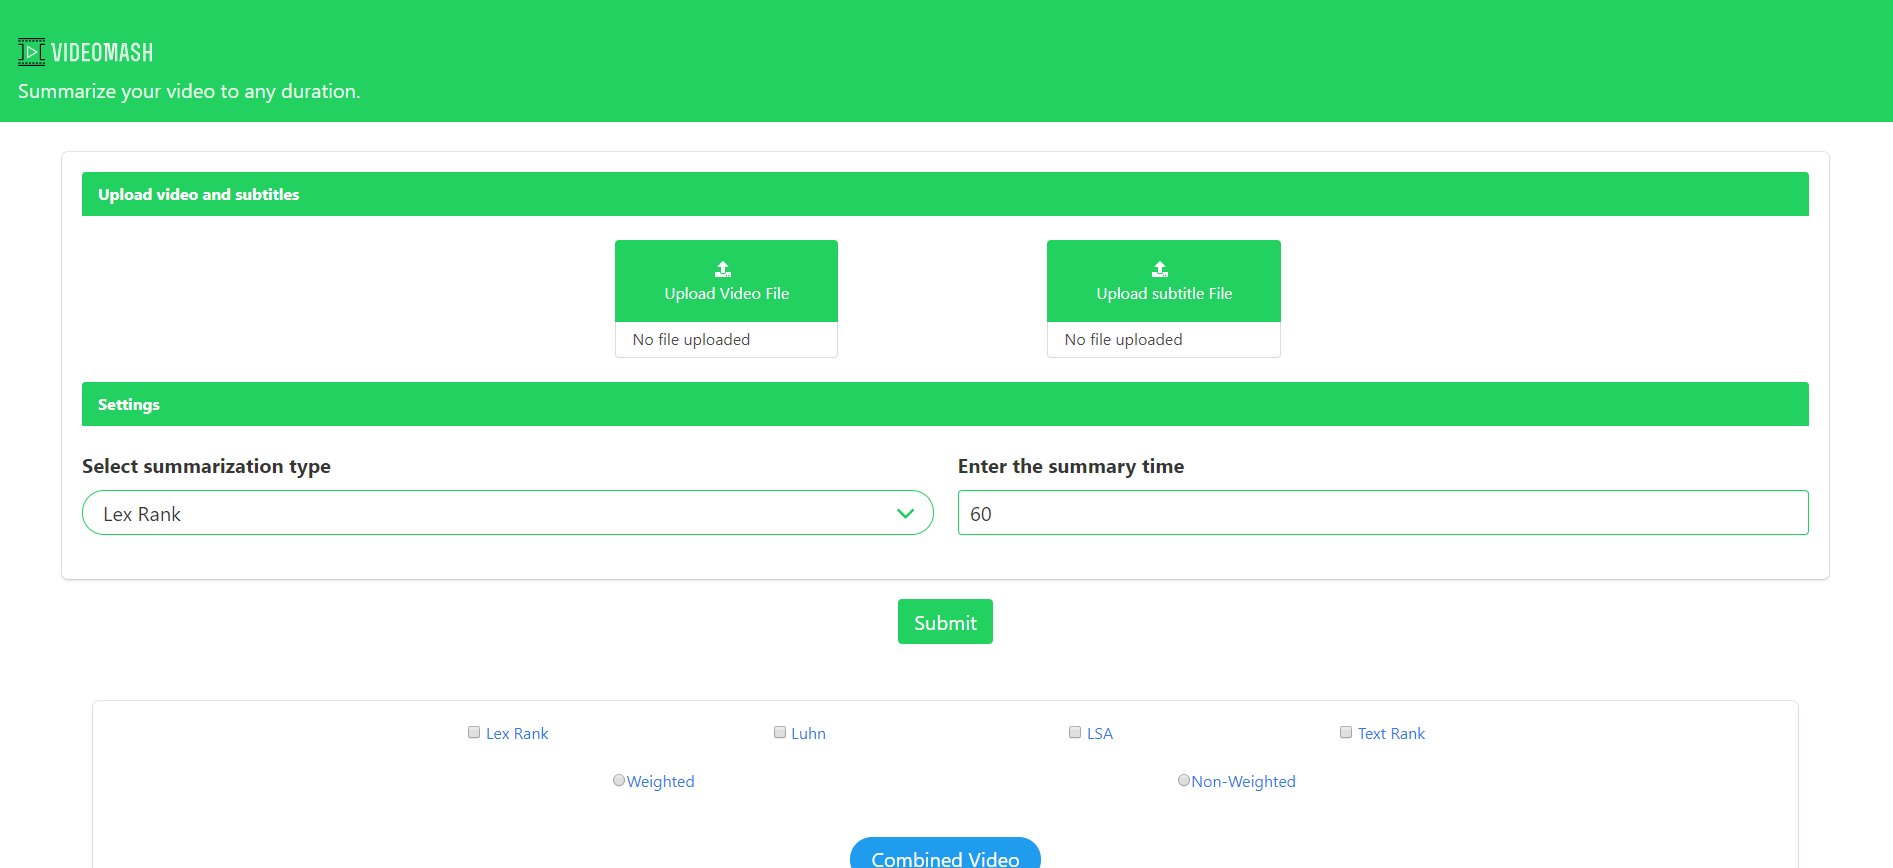 VIDEOMASH
Summarize your video to any duration.
Upload video and subtitles
Upload Video File
Upload subtitle File
No file uploaded
No file uploaded
Settings
Select summarization type
Enter the summary time
Lex Rank
60
Submit
Lex Rank
Luhn
LSA
Text Rank
Weighted
Non-Weighted
Combined Video